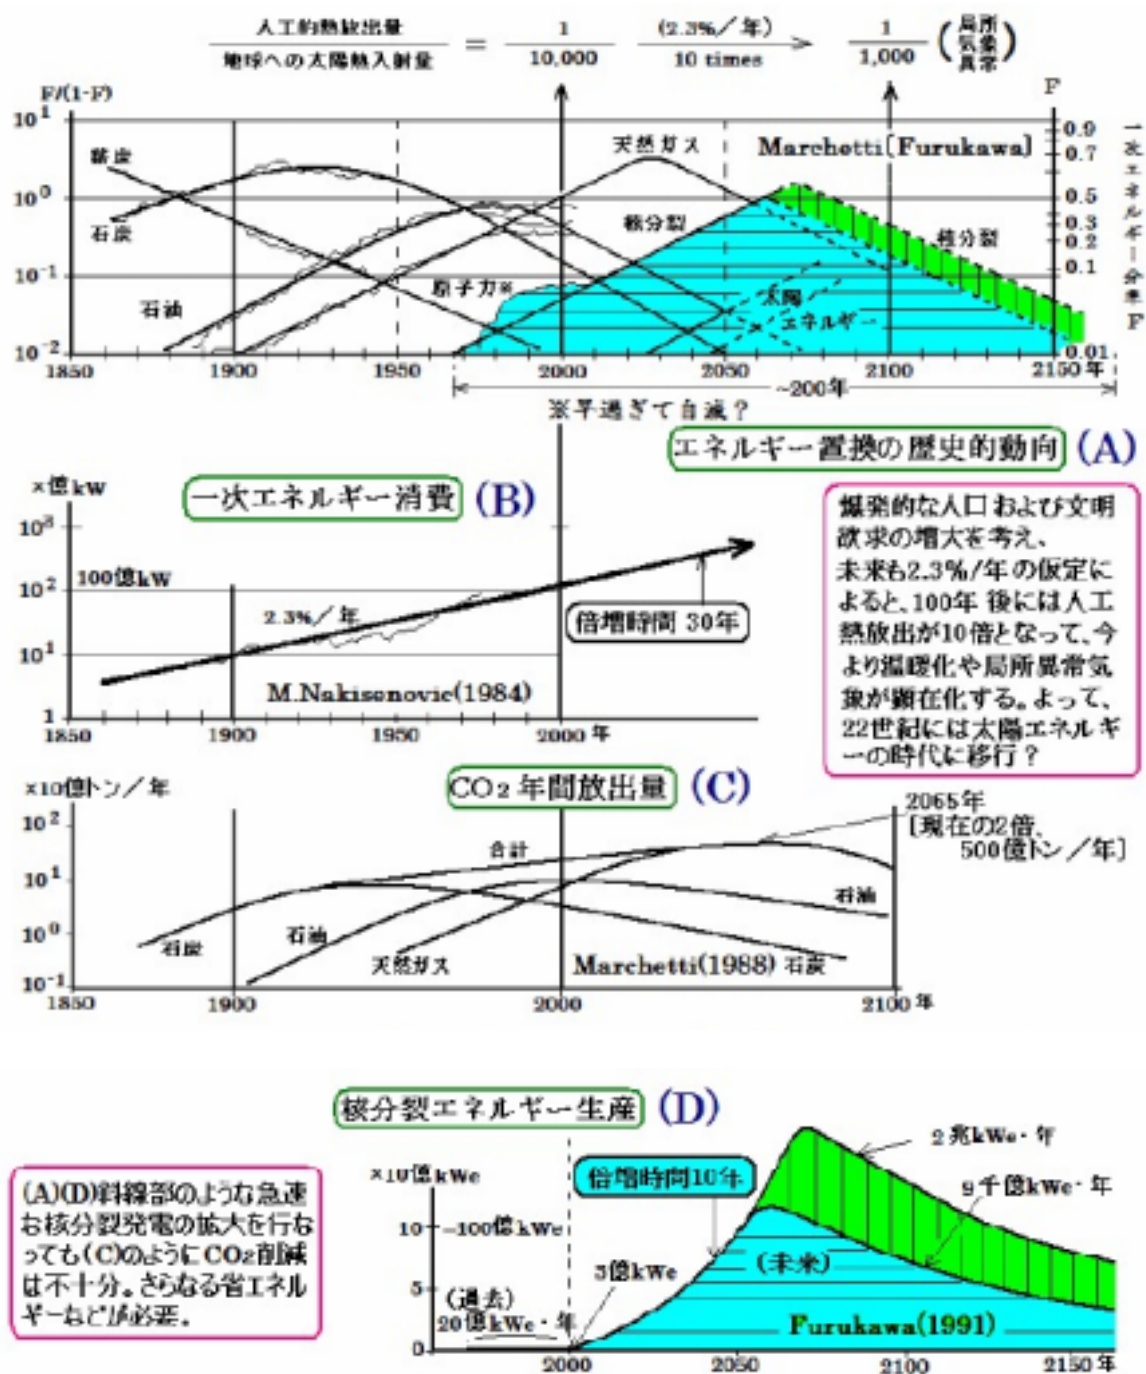 人工的熱放出量 = 1 (2.3%/年) > 1 (局所気象異常)
地球への太陽熱入射量 10,000 10 times 1,000
F/(1-F)
F
10¹
10⁰
10⁻¹
10⁻²
薪炭
石炭
石油
原子力※
天然ガス
核分裂
Marchetti[Furukawa]
核分裂
太陽
エネルギー
0.9
0.7
0.5
0.3
0.2
0.1
0.01
一次エネルギー分率 F
1850 1900 1950 2000 2050 2100 2150年
~200年
※早過ぎて自滅?
エネルギー置換の歴史的動向 (A)
一次エネルギー消費 (B)
×億kW
10³
10²
10¹
1
100億kW
2.3%/年
倍増時間 30年
M.Nakisenovic(1984)
1850 1900 1950 2000年
爆発的な人口および文明
欲求の増大を考え、
未来も2.3%/年の仮定に
よると、100年後には人工
熱放出が10倍となって、今
より温暖化や局所異常気
象が顕在化する。よって、
22世紀には太陽エネルギ
ーの時代に移行?
CO₂年間放出量 (C)
×10億トン/年
10²
10¹
10⁰
10⁻¹
2065年
[現在の2倍、
500億トン/年]
合計
石炭
石油
天然ガス
石油
Marchetti(1988) 石炭
1850 1900 2000 2100年
核分裂エネルギー生産 (D)
(A)(D)斜線部のような急速
な核分裂発電の拡大を行な
っても(C)のようにCO₂削減
は不十分。さらなる省エネル
ギーなどが必要。
×10億kWe
10
5
0
-100億kWe
倍増時間10年
2兆kWe・年
9千億kWe・年
3億kWe
(未来)
(過去)
20億kWe・年
Furukawa(1991)
2000 2050 2100 2150年